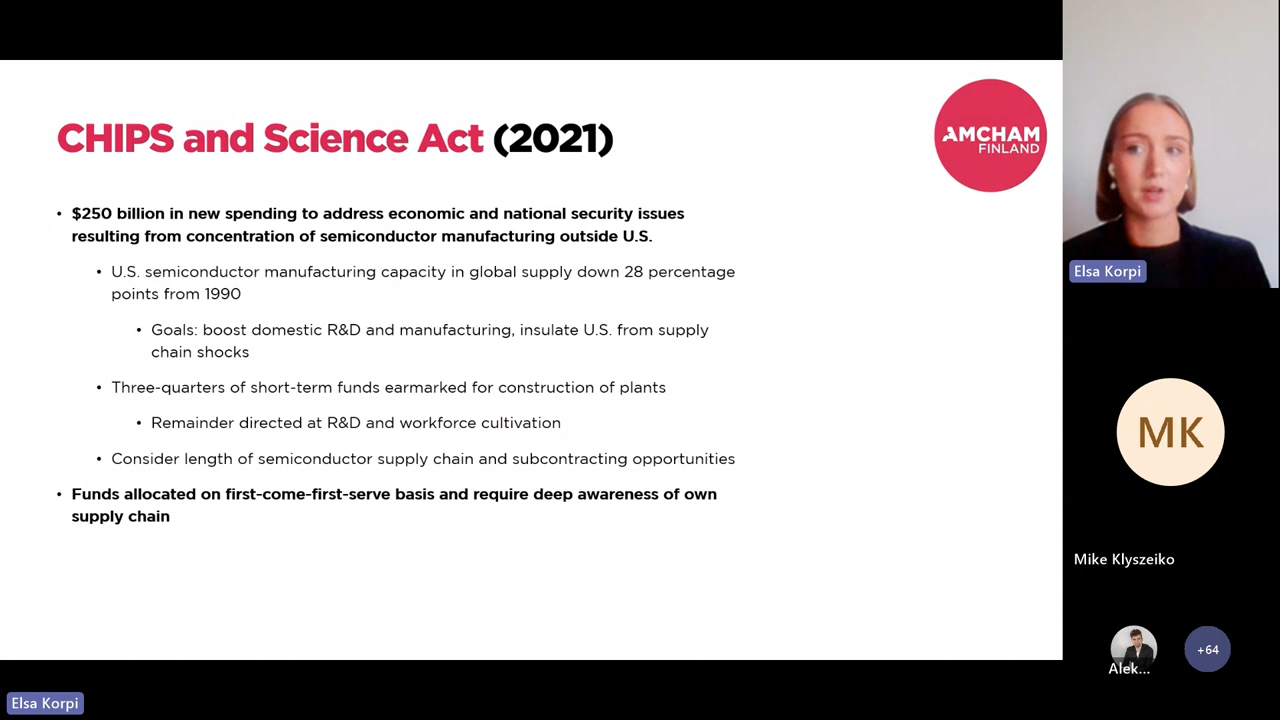 CHIPS and Science Act (2021)
AMCHAM
FINLAND
• $250 billion in new spending to address economic and national security issues
resulting from concentration of semiconductor manufacturing outside U.S.
• U.S. semiconductor manufacturing capacity in global supply down 28 percentage
points from 1990
• Goals: boost domestic R&D and manufacturing, insulate U.S. from supply
chain shocks
• Three-quarters of short-term funds earmarked for construction of plants
• Remainder directed at R&D and workforce cultivation
• Consider length of semiconductor supply chain and subcontracting opportunities
• Funds allocated on first-come-first-serve basis and require deep awareness of own
supply chain
Elsa Korpi
MK
Mike Klyszeiko
Alek...
+64
Elsa Korpi